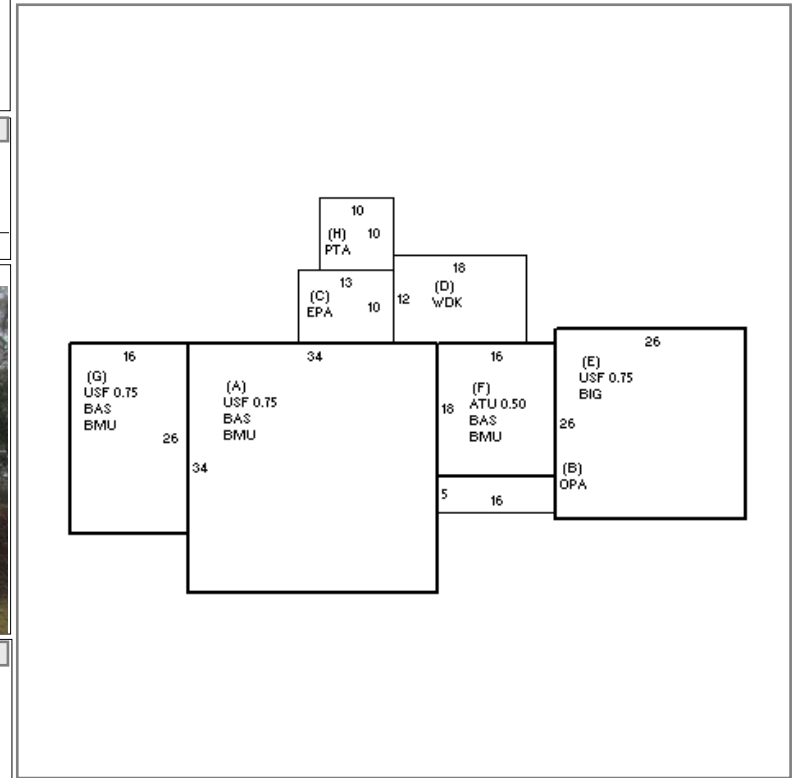 10
(H) 10
PTA
13
(C)
EPA
10
12
18
(D)
WDK
16
(G)
USF 0.75
BAS
BMU
26
34
(A)
USF 0.75
BAS
BMU
34
16
(F)
18 ATU 0.50
BAS
BMU
5 16
26
(E)
USF 0.75
BIG
26
(B)
OPA